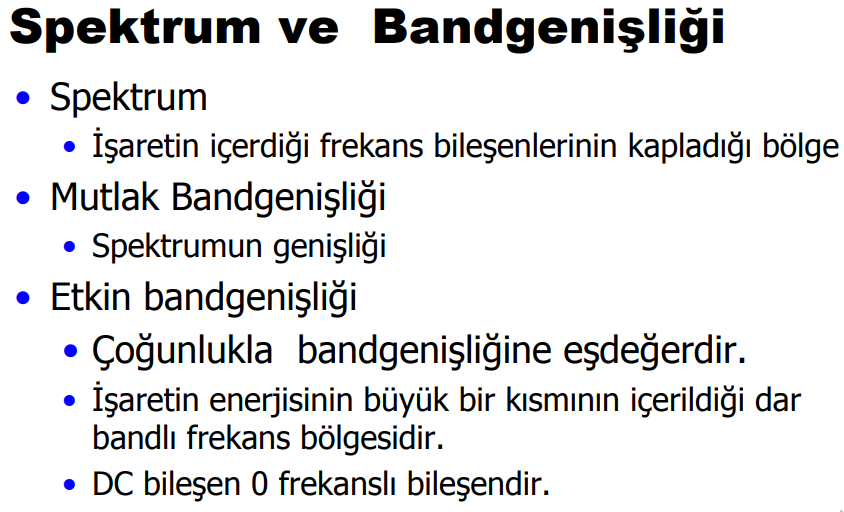 Spektrum ve  Bandgenişliği
• Spektrum
• İşaretin içerdiği frekans bileşenlerinin kapladığı bölge
• Mutlak Bandgenişliği
• Spektrumun genişliği
• Etkin bandgenişliği
• Çoğunlukla  bandgenişliğine eşdeğerdir.
• İşaretin enerjisinin büyük bir kısmının içerildiği dar
bandlı frekans bölgesidir.
• DC bileşen 0 frekanslı bileşendir.